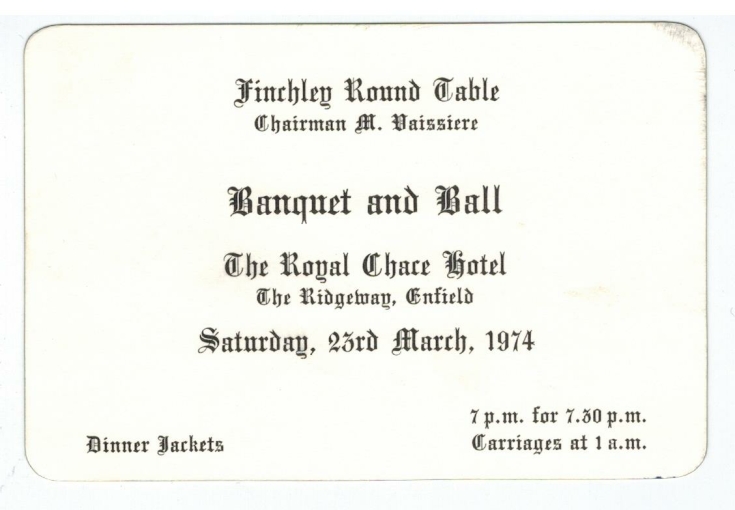 Finchley Round Table
Chairman M. Vaissiere
Banquet and Ball
The Royal Chace Hotel
The Ridgeway, Enfield
Saturday, 23rd March, 1974
7 p.m. for 7.30 p.m.
Dinner Jackets
Carriages at 1 a.m.